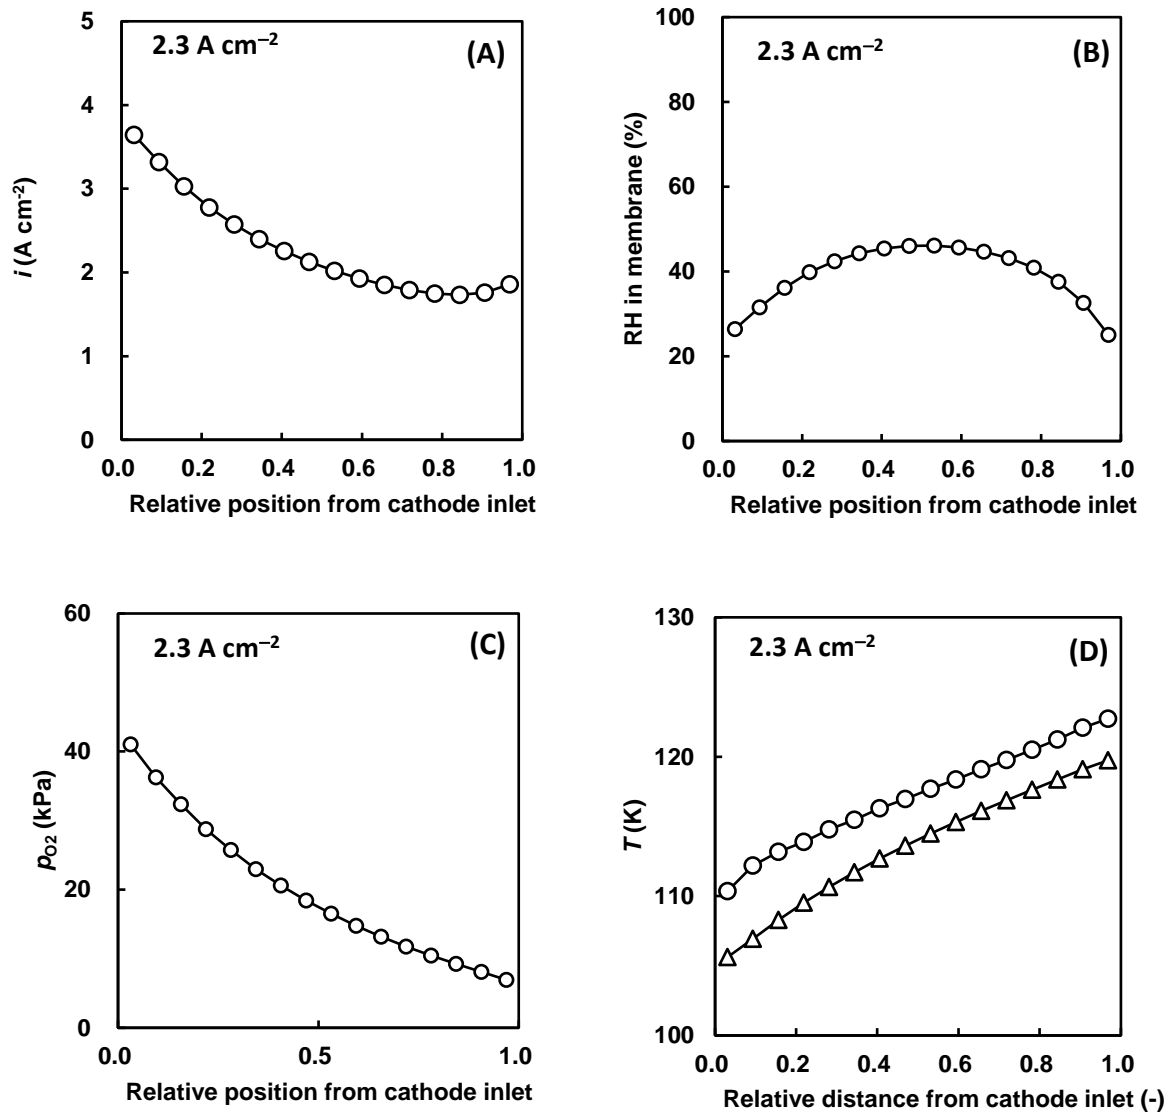 2.3 A cm⁻²
(A)
i (A cm⁻²)
5
4
3
2
1
0
0.0 0.2 0.4 0.6 0.8 1.0
Relative position from cathode inlet
2.3 A cm⁻²
(B)
RH in membrane (%)
100
80
60
40
20
0
0.0 0.2 0.4 0.6 0.8 1.0
Relative position from cathode inlet
2.3 A cm⁻²
(C)
pO2 (kPa)
60
40
20
0
0.0 0.5 1.0
Relative position from cathode inlet
2.3 A cm⁻²
(D)
T (K)
130
120
110
100
0.0 0.2 0.4 0.6 0.8 1.0
Relative distance from cathode inlet (-)